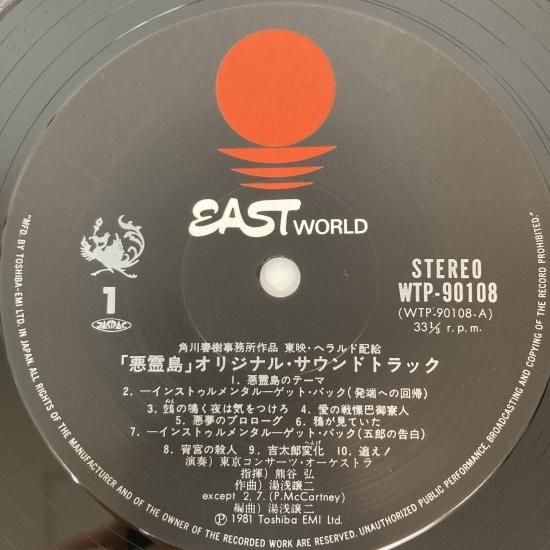 EAST WORLD
1
JASRAC
STEREO
WTP-90108
(WTP-90108-A)
33⅓ r.p.m.
角川春樹事務所作品 東映・ヘラルド配給
「悪霊島」オリジナル・サウンドトラック
1. 悪霊島のテーマ
2. ―インストゥルメンタル―ゲット・バック(発端への回帰)
3. 鵼の鳴く夜は気をつけろ 4. 愛の戦慄巴御寮人
5. 悪夢のプロローグ 6. 鵼が見ていた
7. ―インストゥルメンタル―ゲット・バック(五郎の告白)
8. 宵宮の殺人 9. 吉太郎変化 10. 追え!
演奏)東京コンサーツ・オーケストラ
指揮)熊谷 弘
作曲)湯浅譲二
except 2, 7. (P.McCartney)
編曲)湯浅譲二
Ⓟ1981 Toshiba EMI Ltd.
"MFD. BY TOSHIBA-EMI LTD. IN JAPAN. ALL RIGHTS OF THE MANUFACTURER AND OF THE OWNER OF THE RECORDED WORK ARE RESERVED. UNAUTHORIZED PUBLIC PERFORMANCE, BROADCASTING AND COPYING OF THE RECORD PROHIBITED."